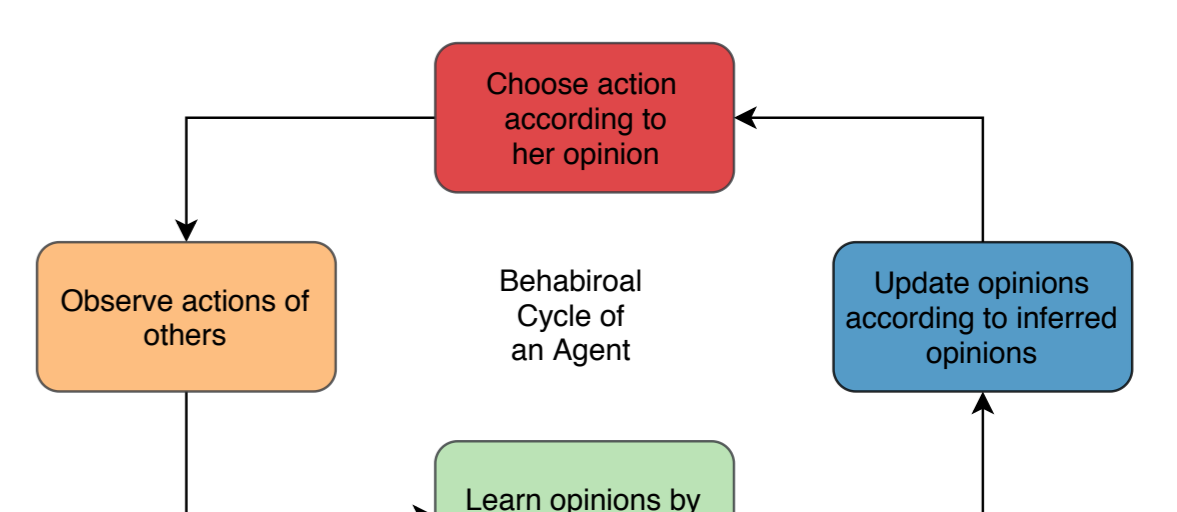 Choose action
according to
her opinion
Observe actions of
others
Behabiroal
Cycle of
an Agent
Update opinions
according to inferred
opinions
Learn opinions by